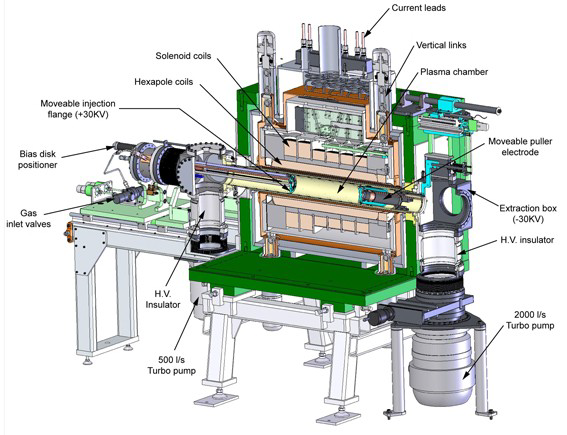 Current leads
Solenoid coils
Vertical links
Hexapole coils
Plasma chamber
Moveable injection
flange (+30KV)
Moveable puller
electrode
Bias disk
positioner
Extraction box
(-30KV)
Gas
inlet valves
H.V. insulator
H.V.
Insulator
2000 l/s
Turbo pump
500 l/s
Turbo pump